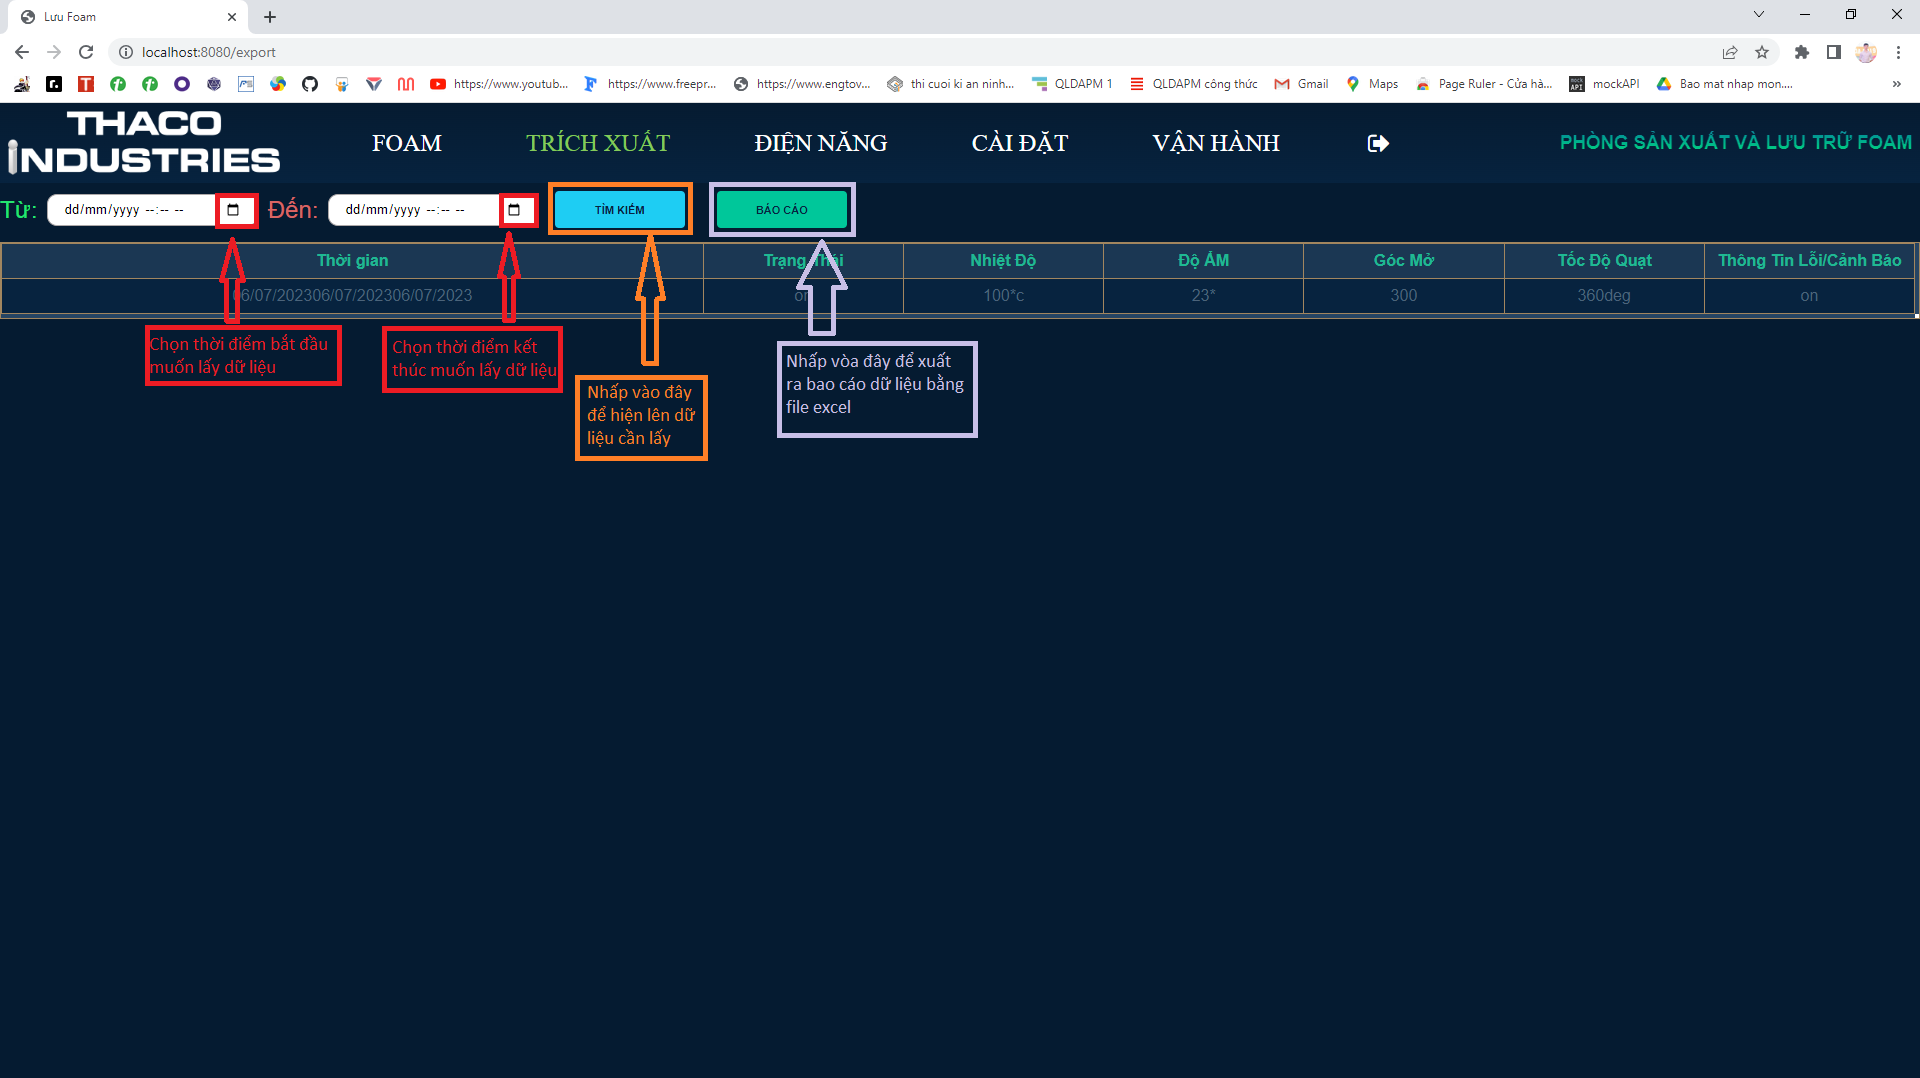 Lưu Foam
localhost:8080/export
https://www.youtub... https://www.freepr... https://www.engtov... thi cuoi ki an ninh... QLDAPM 1 QLDAPM công thức Gmail Maps Page Ruler - Cửa hà... mockAPI Bao mat nhap mon....
THACO
INDUSTRIES
FOAM TRÍCH XUẤT ĐIỆN NĂNG CÀI ĐẶT VẬN HÀNH
PHÒNG SẢN XUẤT VÀ LƯU TRỮ FOAM
Từ: dd/mm/yyyy --:-- -- Đến: dd/mm/yyyy --:-- -- TÌM KIẾM BÁO CÁO
Thời gian Trạng Thái Nhiệt Độ Độ ẨM Góc Mở Tốc Độ Quạt Thông Tin Lỗi/Cảnh Báo
06/07/202306/07/202306/07/2023 on 100*c 23* 300 360deg on
Chọn thời điểm bắt đầu
muốn lấy dữ liệu
Chọn thời điểm kết
thúc muốn lấy dữ liệu
Nhấp vào đây
để hiện lên dữ
liệu cần lấy
Nhấp vòa đây để xuất
ra bao cáo dữ liệu bằng
file excel